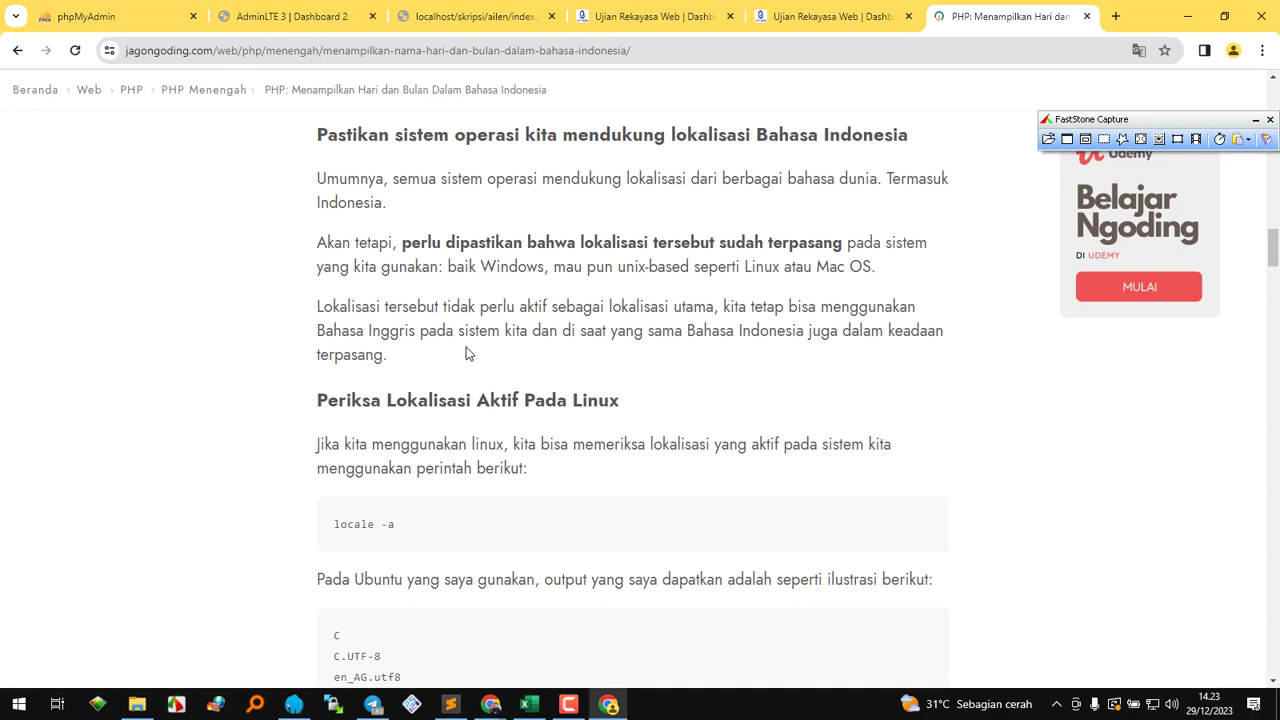 phpMyAdmin
AdminLTE 3 | Dashboard 2
localhost/skripsi/ailen/index.
Ujian Rekayasa Web | Dashb
Ujian Rekayasa Web | Dashb
PHP: Menampilkan Hari dan
jagongoding.com/web/php/menengah/menampilkan-nama-hari-dan-bulan-dalam-bahasa-indonesia/
Beranda > Web > PHP > PHP Menengah > PHP: Menampilkan Hari dan Bulan Dalam Bahasa Indonesia
FastStone Capture
Pastikan sistem operasi kita mendukung lokalisasi Bahasa Indonesia
Umumnya, semua sistem operasi mendukung lokalisasi dari berbagai bahasa dunia. Termasuk
Indonesia.
Akan tetapi, perlu dipastikan bahwa lokalisasi tersebut sudah terpasang pada sistem
yang kita gunakan: baik Windows, mau pun unix-based seperti Linux atau Mac OS.
Lokalisasi tersebut tidak perlu aktif sebagai lokalisasi utama, kita tetap bisa menggunakan
Bahasa Inggris pada sistem kita dan di saat yang sama Bahasa Indonesia juga dalam keadaan
terpasang.
Periksa Lokalisasi Aktif Pada Linux
Jika kita menggunakan linux, kita bisa memeriksa lokalisasi yang aktif pada sistem kita
menggunakan perintah berikut:
locale -a
Pada Ubuntu yang saya gunakan, output yang saya dapatkan adalah seperti ilustrasi berikut:
C
C.UTF-8
en_AG.utf8
Udemy
Belajar
Ngoding
DI UDEMY
MULAI
31°C Sebagian cerah
14.23
29/12/2023